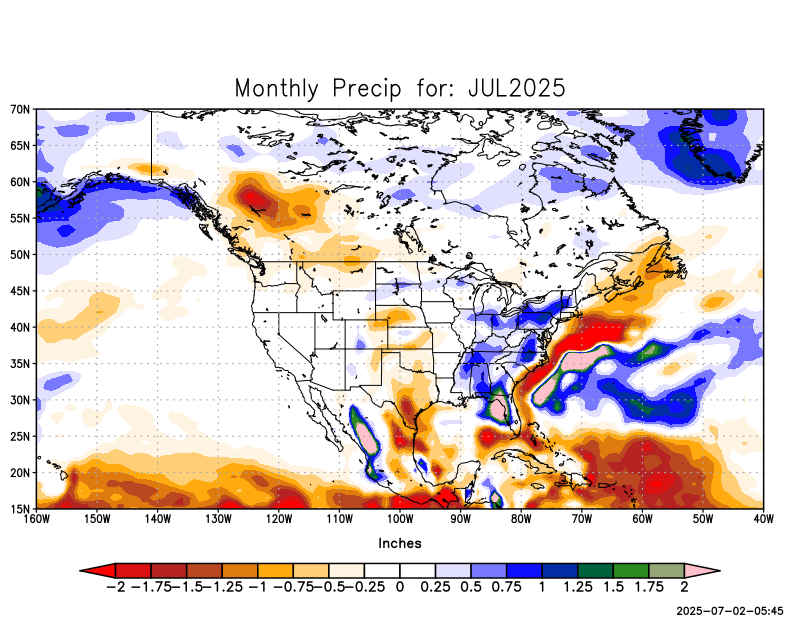 Monthly Precip for: JUL2025
70N
65N
60N
55N
50N
45N
40N
35N
30N
25N
20N
15N
160W 150W 140W 130W 120W 110W 100W 90W 80W 70W 60W 50W 40W
Inches
−2 −1.75−1.5−1.25 −1 −0.75−0.5−0.25 0 0.25 0.5 0.75 1 1.25 1.5 1.75 2
2025-07-02-05:45